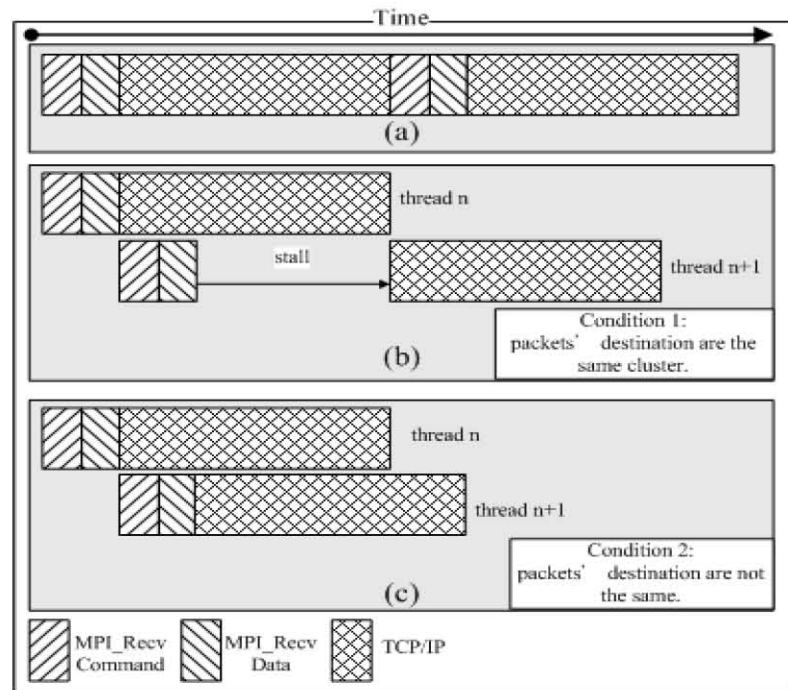 Time
(a)
thread n
stall
thread n+1
Condition 1:
packets' destination are the
same cluster.
(b)
thread n
thread n+1
Condition 2:
packets' destination are not
the same.
(c)
MPI_Recv
Command
MPI_Recv
Data
TCP/IP